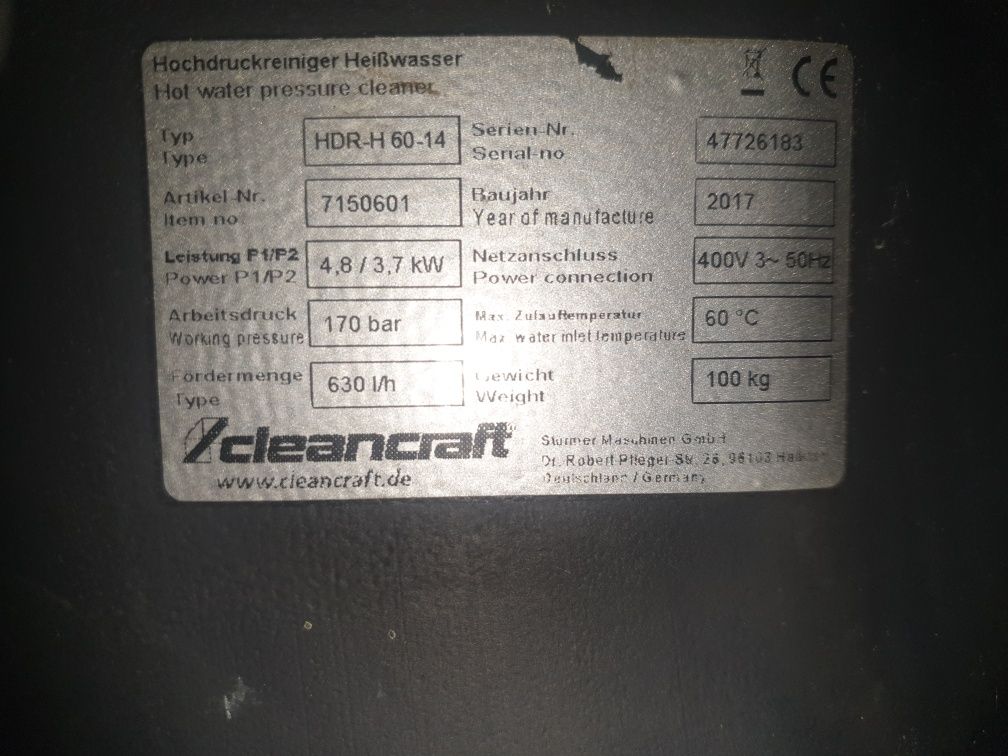 Hochdruckreiniger Heißwasser
Hot water pressure cleaner
CE
Typ
Type
HDR-H 60-14
Serien-Nr.
Serial-no
47726183
Artikel-Nr.
Item no.
7150601
Baujahr
Year of manufacture
2017
Leistung P1/P2
Power P1/P2
4,8 / 3,7 kW
Netzanschluss
Power connection
400V 3~ 50Hz
Arbeitsdruck
Working pressure
170 bar
Max. Zulauftemperatur
Max water inlet temperature
60 °C
Fördermenge
Type
630 l/h
Gewicht
Weight
100 kg
cleancraft
www.cleancraft.de
Stürmer Maschinen GmbH
Dr. Robert Pfleger Str. 26, 96103
Deutschland / Germany